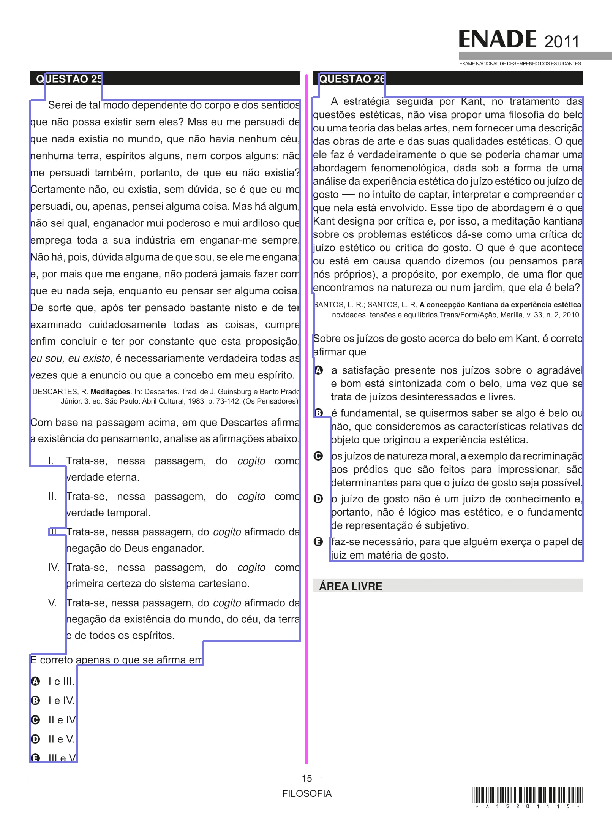 ENADE 2011
EXAME NACIONAL DE DESEMPENHO DOS ESTUDANTES
QUESTÃO 25
Serei de tal modo dependente do corpo e dos sentidos
que não possa existir sem eles? Mas eu me persuadi de
que nada existia no mundo, que não havia nenhum céu,
nenhuma terra, espíritos alguns, nem corpos alguns: não
me persuadi também, portanto, de que eu não existia?
Certamente não, eu existia, sem dúvida, se é que eu me
persuadi, ou, apenas, pensei alguma coisa. Mas há algum,
não sei qual, enganador mui poderoso e mui ardiloso que
emprega toda a sua indústria em enganar-me sempre.
Não há, pois, dúvida alguma de que sou, se ele me engana;
e, por mais que me engane, não poderá jamais fazer com
que eu nada seja, enquanto eu pensar ser alguma coisa.
De sorte que, após ter pensado bastante nisto e de ter
examinado cuidadosamente todas as coisas, cumpre
enfim concluir e ter por constante que esta proposição,
eu sou, eu existo, é necessariamente verdadeira todas as
vezes que a enuncio ou que a concebo em meu espírito.
DESCARTES, R. Meditações. In: Descartes. Trad. de J. Guinsburg e Bento Prado
Júnior. 3. ed. São Paulo: Abril Cultural, 1983. p. 73-142. (Os Pensadores).
Com base na passagem acima, em que Descartes afirma
a existência do pensamento, analise as afirmações abaixo.
I. Trata-se, nessa passagem, do cogito como
verdade eterna.
II. Trata-se, nessa passagem, do cogito como
verdade temporal.
III. Trata-se, nessa passagem, do cogito afirmado da
negação do Deus enganador.
IV. Trata-se, nessa passagem, do cogito como
primeira certeza do sistema cartesiano.
V. Trata-se, nessa passagem, do cogito afirmado da
negação da existência do mundo, do céu, da terra
e de todos os espíritos.
É correto apenas o que se afirma em
A I e III.
B I e IV.
C II e IV.
D II e V.
E III e V.
QUESTÃO 26
A estratégia seguida por Kant, no tratamento das
questões estéticas, não visa propor uma filosofia do belo
ou uma teoria das belas artes, nem fornecer uma descrição
das obras de arte e das suas qualidades estéticas. O que
ele faz é verdadeiramente o que se poderia chamar uma
abordagem fenomenológica, dada sob a forma de uma
análise da experiência estética do juízo estético ou juízo de
gosto — no intuito de captar, interpretar e compreender o
que nela está envolvido. Esse tipo de abordagem é o que
Kant designa por crítica e, por isso, a meditação kantiana
sobre os problemas estéticos dá-se como uma crítica do
juízo estético ou crítica do gosto. O que é que acontece
ou está em causa quando dizemos (ou pensamos para
nós próprios), a propósito, por exemplo, de uma flor que
encontramos na natureza ou num jardim, que ela é bela?
SANTOS, L. R.; SANTOS, L. R. A concepção Kantiana da experiência estética:
novidades, tensões e equilíbrios. Trans/Form/Ação, Marília, v. 33, n. 2, 2010.
Sobre os juízos de gosto acerca do belo em Kant, é correto
afirmar que
A a satisfação presente nos juízos sobre o agradável
e bom está sintonizada com o belo, uma vez que se
trata de juízos desinteressados e livres.
B é fundamental, se quisermos saber se algo é belo ou
não, que consideremos as características relativas do
objeto que originou a experiência estética.
C os juízos de natureza moral, a exemplo da recriminação
aos prédios que são feitos para impressionar, são
determinantes para que o juízo de gosto seja possível.
D o juízo de gosto não é um juízo de conhecimento e,
portanto, não é lógico mas estético, e o fundamento
de representação é subjetivo.
E faz-se necessário, para que alguém exerça o papel de
juiz em matéria de gosto.
ÁREA LIVRE
15
FILOSOFIA